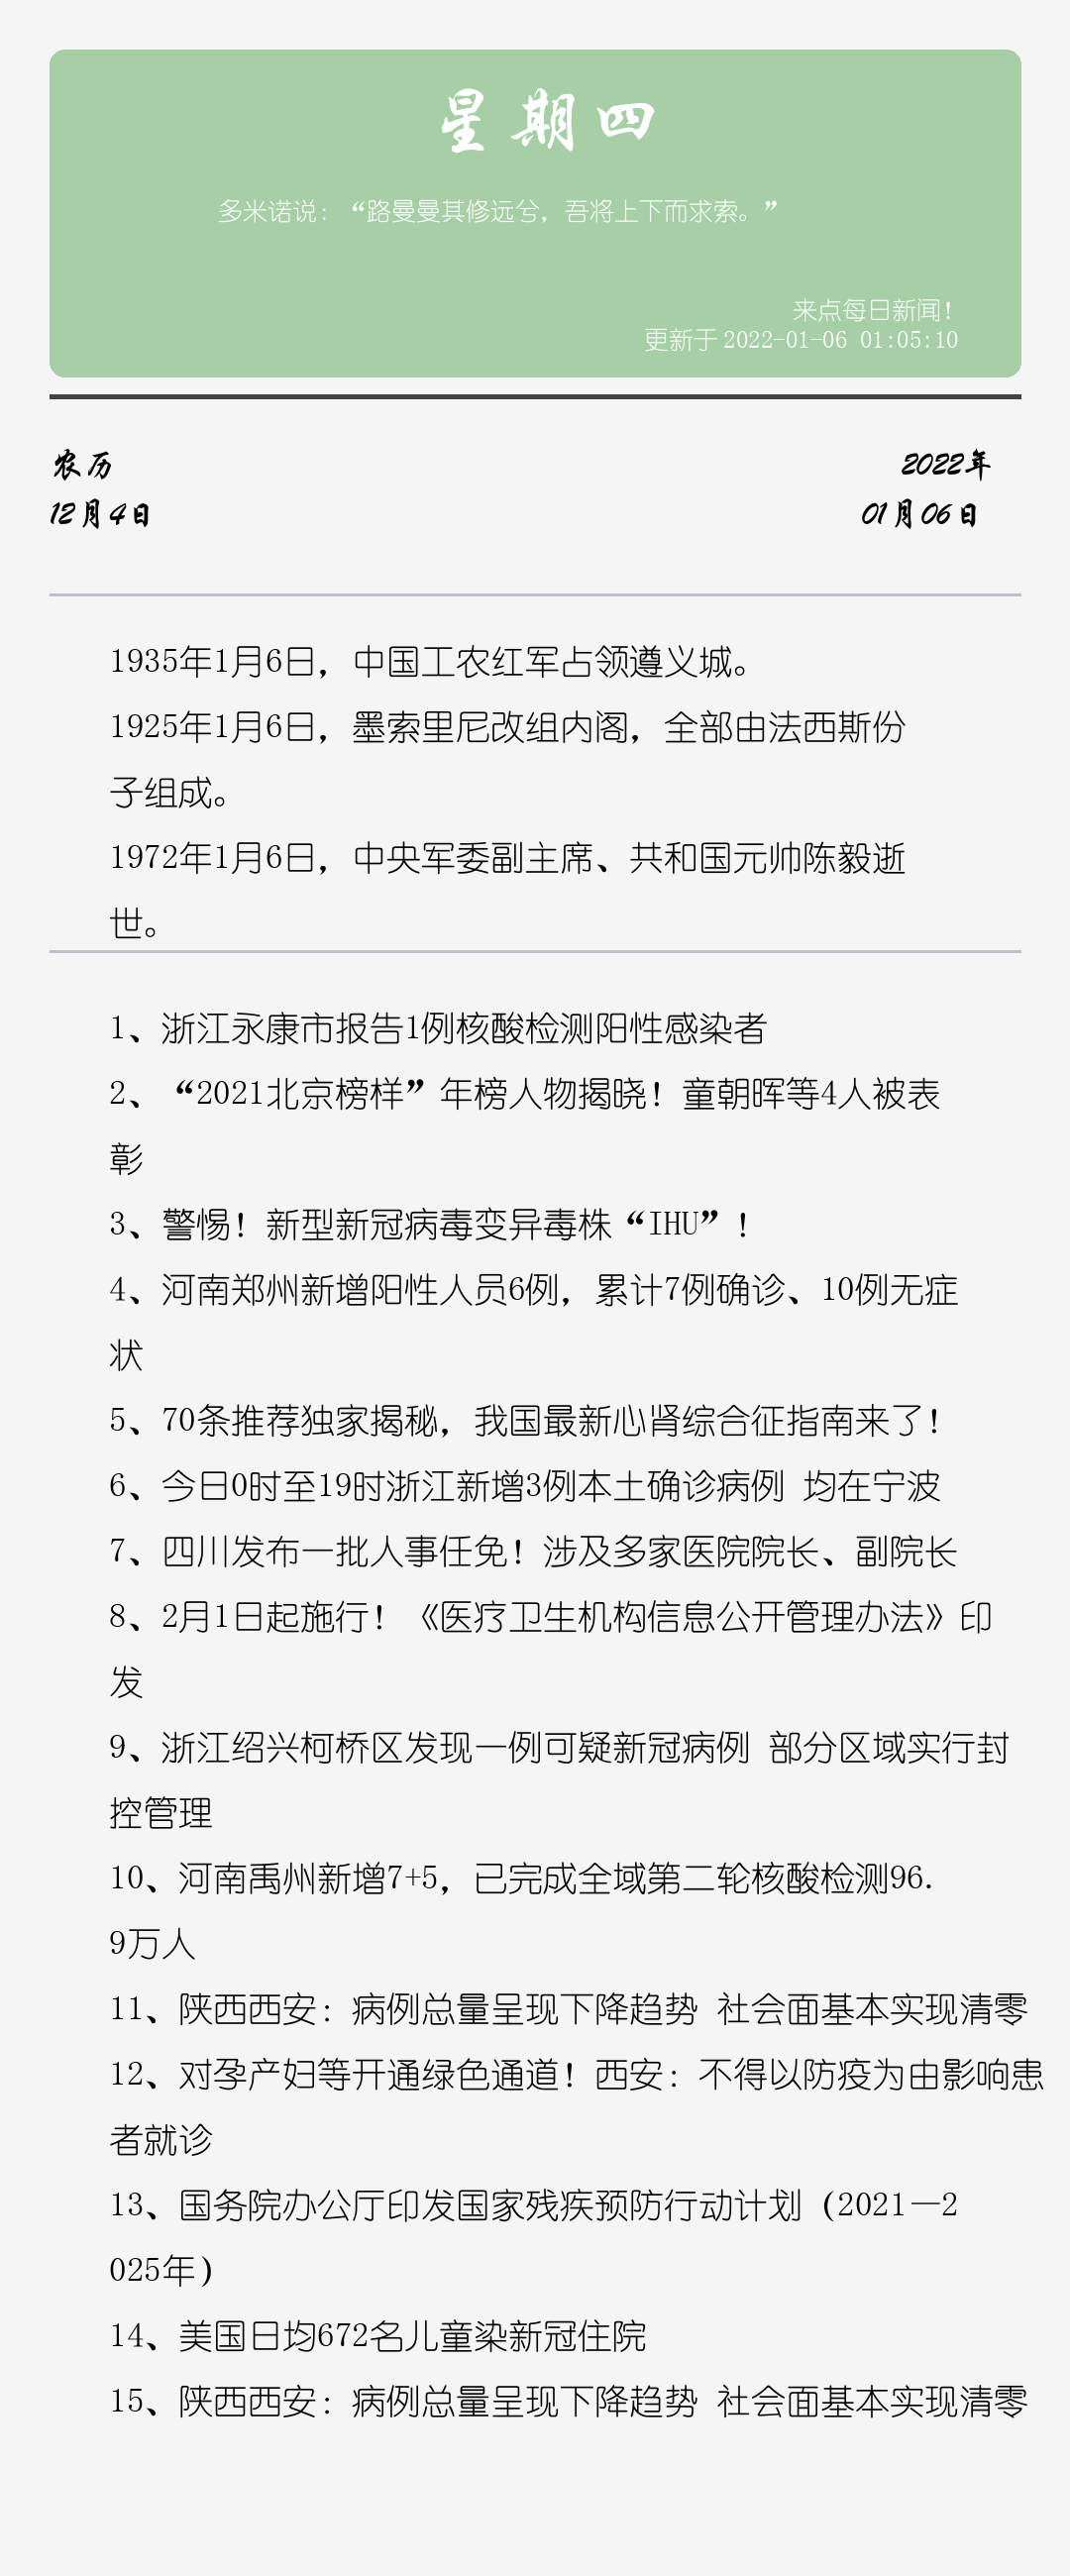 星期四
多米诺说：“路曼曼其修远兮，吾将上下而求索。”
来点每日新闻！
更新于 2022-01-06 01:05:10
农历
12月4日
2022年
01月06日
1935年1月6日，中国工农红军占领遵义城。
1925年1月6日，墨索里尼改组内阁，全部由法西斯份
子组成。
1972年1月6日，中央军委副主席、共和国元帅陈毅逝
世。
1、浙江永康市报告1例核酸检测阳性感染者
2、“2021北京榜样”年榜人物揭晓！童朝晖等4人被表
彰
3、警惕！新型新冠病毒变异毒株“IHU”！
4、河南郑州新增阳性人员6例，累计7例确诊、10例无症
状
5、70条推荐独家揭秘，我国最新心肾综合征指南来了！
6、今日0时至19时浙江新增3例本土确诊病例 均在宁波
7、四川发布一批人事任免！涉及多家医院院长、副院长
8、2月1日起施行！《医疗卫生机构信息公开管理办法》印
发
9、浙江绍兴柯桥区发现一例可疑新冠病例 部分区域实行封
控管理
10、河南禹州新增7+5，已完成全域第二轮核酸检测96.
9万人
11、陕西西安：病例总量呈现下降趋势 社会面基本实现清零
12、对孕产妇等开通绿色通道！西安：不得以防疫为由影响患
者就诊
13、国务院办公厅印发国家残疾预防行动计划（2021—2
025年）
14、美国日均672名儿童染新冠住院
15、陕西西安：病例总量呈现下降趋势 社会面基本实现清零